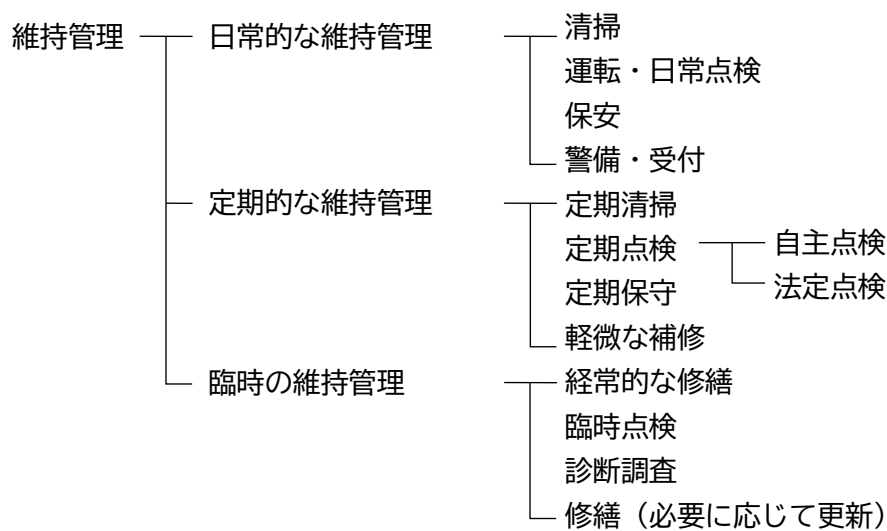 維持管理 日常的な維持管理 清掃
運転・日常点検
保安
警備・受付
定期的な維持管理 定期清掃
定期点検 自主点検
法定点検
定期保守
軽微な補修
臨時の維持管理 経常的な修繕
臨時点検
診断調査
修繕（必要に応じて更新）